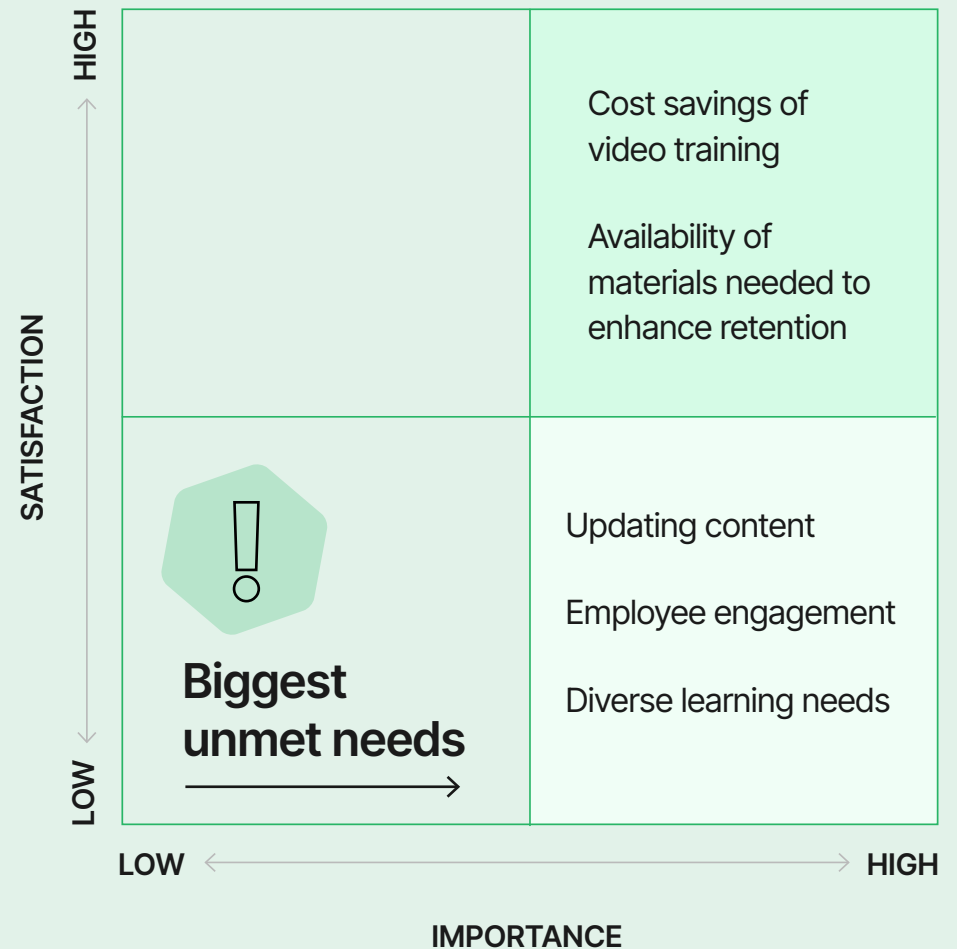 HIGH
SATISFACTION
LOW
Cost savings of
video training
Availability of
materials needed to
enhance retention
!
Biggest
unmet needs
Updating content
Employee engagement
Diverse learning needs
LOW
HIGH
IMPORTANCE